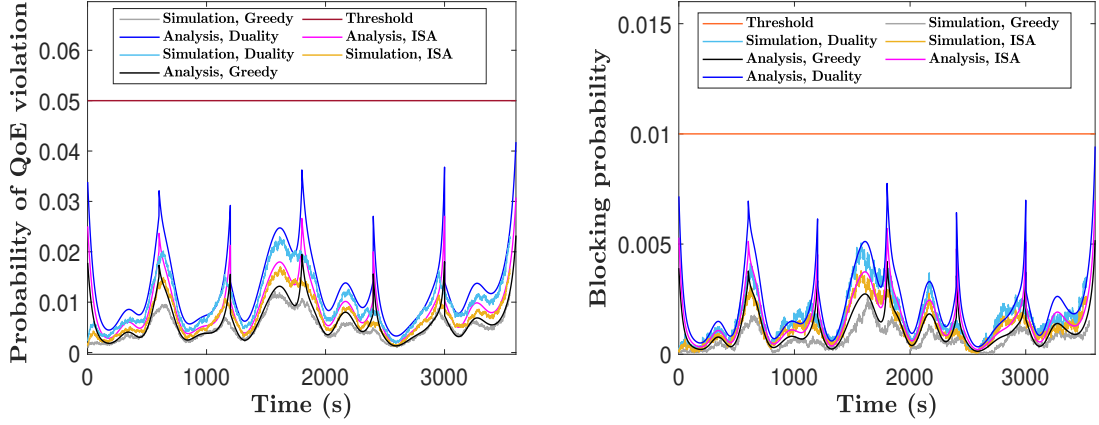 Probability of QoE violation
0.06
0.05
0.04
0.03
0.02
0.01
0
Simulation, Greedy
Analysis, Duality
Simulation, Duality
Analysis, Greedy
Threshold
Analysis, ISA
Simulation, ISA
0 1000 2000 3000
Time (s)
Blocking probability
0.015
0.01
0.005
0
Threshold
Simulation, Duality
Analysis, Greedy
Analysis, Duality
Simulation, Greedy
Simulation, ISA
Analysis, ISA
0 1000 2000 3000
Time (s)